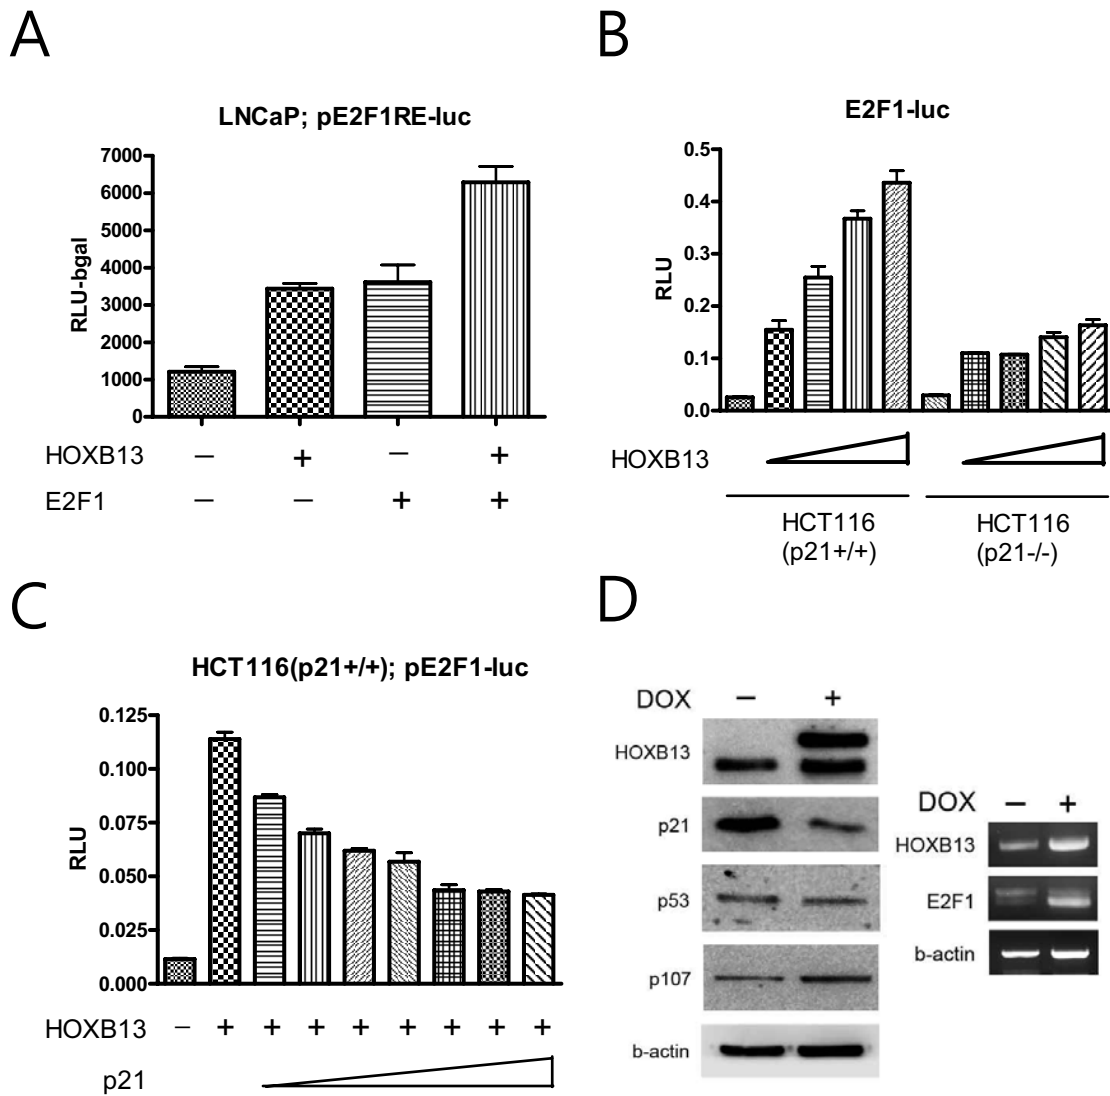 A
LNCaP; pE2F1RE-luc
RLU-bgal
7000
6000
5000
4000
3000
2000
1000
0
HOXB13 – + – +
E2F1 – – + +
B
E2F1-luc
RLU
0.5
0.4
0.3
0.2
0.1
0.0
HOXB13
HCT116 HCT116
(p21+/+) (p21-/-)
C
HCT116(p21+/+); pE2F1-luc
RLU
0.125
0.100
0.075
0.050
0.025
0.000
HOXB13 – + + + + + + + +
p21
D
DOX – +
HOXB13
p21
p53
p107
b-actin
DOX – +
HOXB13
E2F1
b-actin